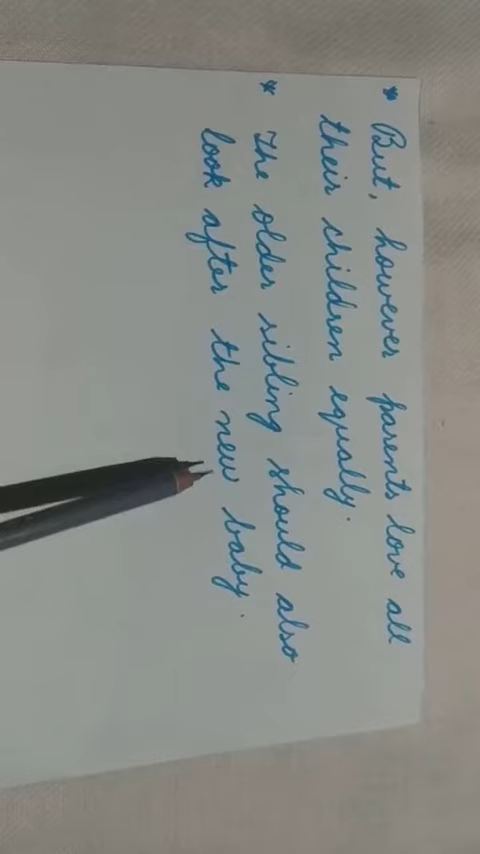 * But, however parents love all
their children equally.
* The older sibling should also
look after the new baby.